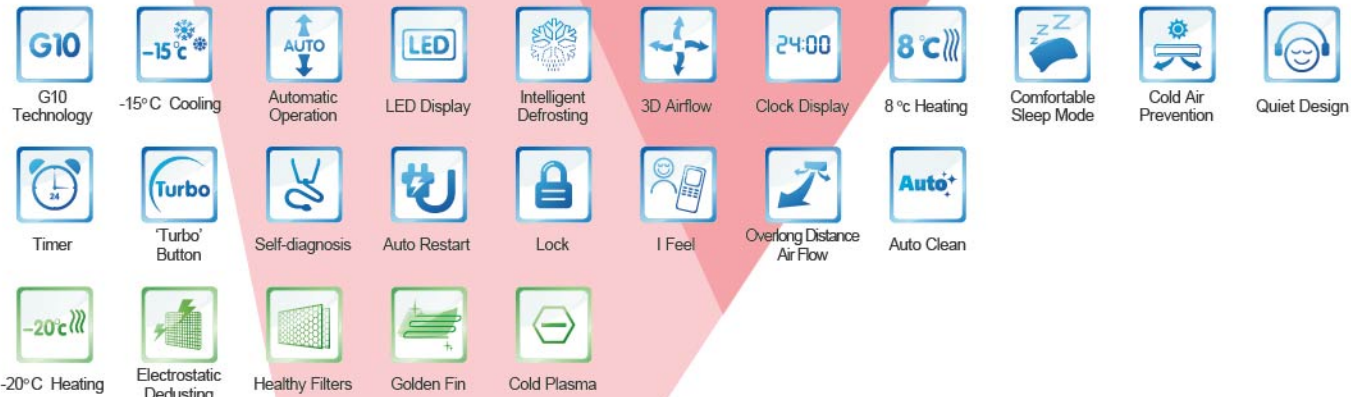 G10
G10
Technology
-15°c
-15°C Cooling
AUTO
Automatic
Operation
LED
LED Display
Intelligent
Defrosting
3D Airflow
24:00
Clock Display
8°C
8 °c Heating
z Z Z
Comfortable
Sleep Mode
Cold Air
Prevention
Quiet Design
24
Timer
Turbo
'Turbo'
Button
Self-diagnosis
Auto Restart
Lock
I Feel
Overlong Distance
Air Flow
Auto
Auto Clean
-20°c
-20°C Heating
Electrostatic
Dedusting
Healthy Filters
Golden Fin
Cold Plasma